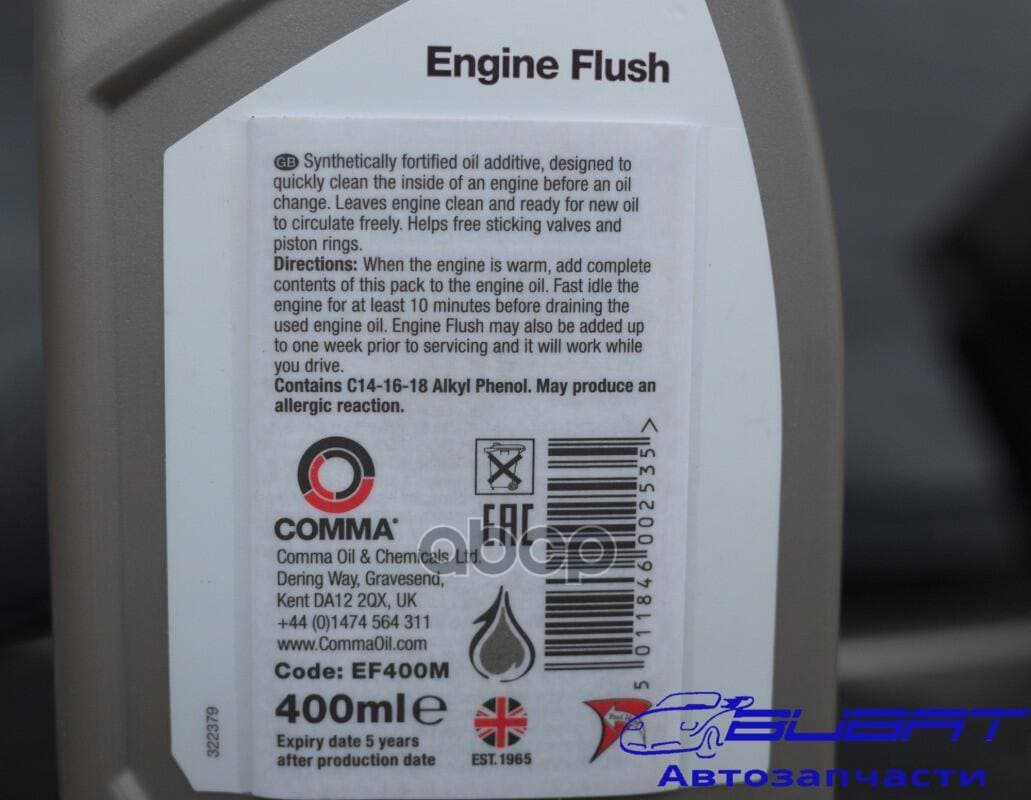 Engine Flush
GB Synthetically fortified oil additive, designed to
quickly clean the inside of an engine before an oil
change. Leaves engine clean and ready for new oil
to circulate freely. Helps free sticking valves and
piston rings.
Directions: When the engine is warm, add complete
contents of this pack to the engine oil. Fast idle the
engine for at least 10 minutes before draining the
used engine oil. Engine Flush may also be added up
to one week prior to servicing and it will work while
you drive.
Contains C14-16-18 Alkyl Phenol. May produce an
allergic reaction.
COMMA®
Comma Oil & Chemicals Ltd.
Dering Way, Gravesend,
Kent DA12 2QX, UK
+44 (0)1474 564 311
www.CommaOil.com
Code: EF400M
400ml e
Expiry date 5 years
after production date
EAC
abcp
5 011846 002535 >
EST. 1965
322379
ВИВАТ
Автозапчасти